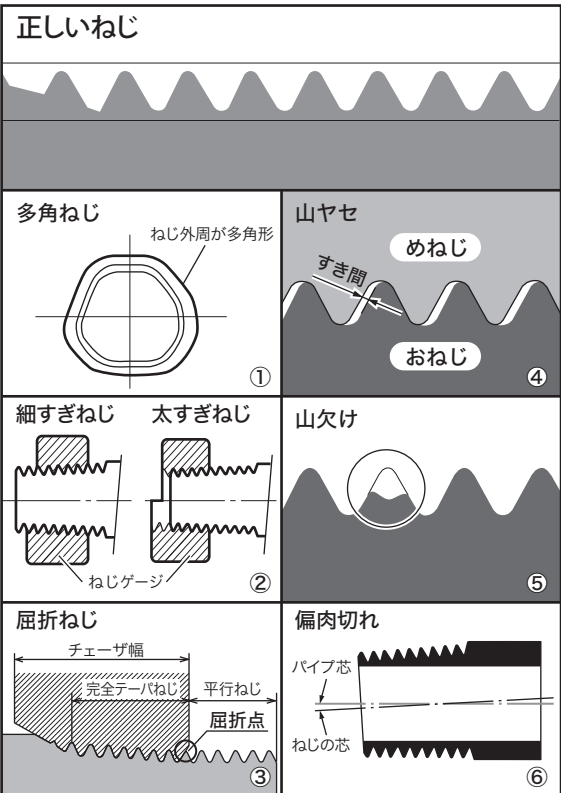 正しいねじ
多角ねじ
ねじ外周が多角形
①
山ヤセ
めねじ
すき間
おねじ
④
細すぎねじ 太すぎねじ
ねじゲージ
②
山欠け
⑤
屈折ねじ
チェーザ幅
完全テーパねじ 平行ねじ
屈折点
③
偏肉切れ
パイプ芯
ねじの芯
⑥